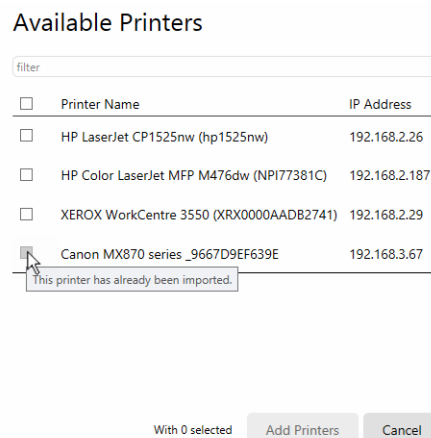 Available Printers
filter
Printer Name IP Address
HP LaserJet CP1525nw (hp1525nw) 192.168.2.26
HP Color LaserJet MFP M476dw (NPI77381C) 192.168.2.187
XEROX WorkCentre 3550 (XRX0000AADB2741) 192.168.2.29
Canon MX870 series _9667D9EF639E 192.168.3.67
This printer has already been imported.
With 0 selected Add Printers Cancel